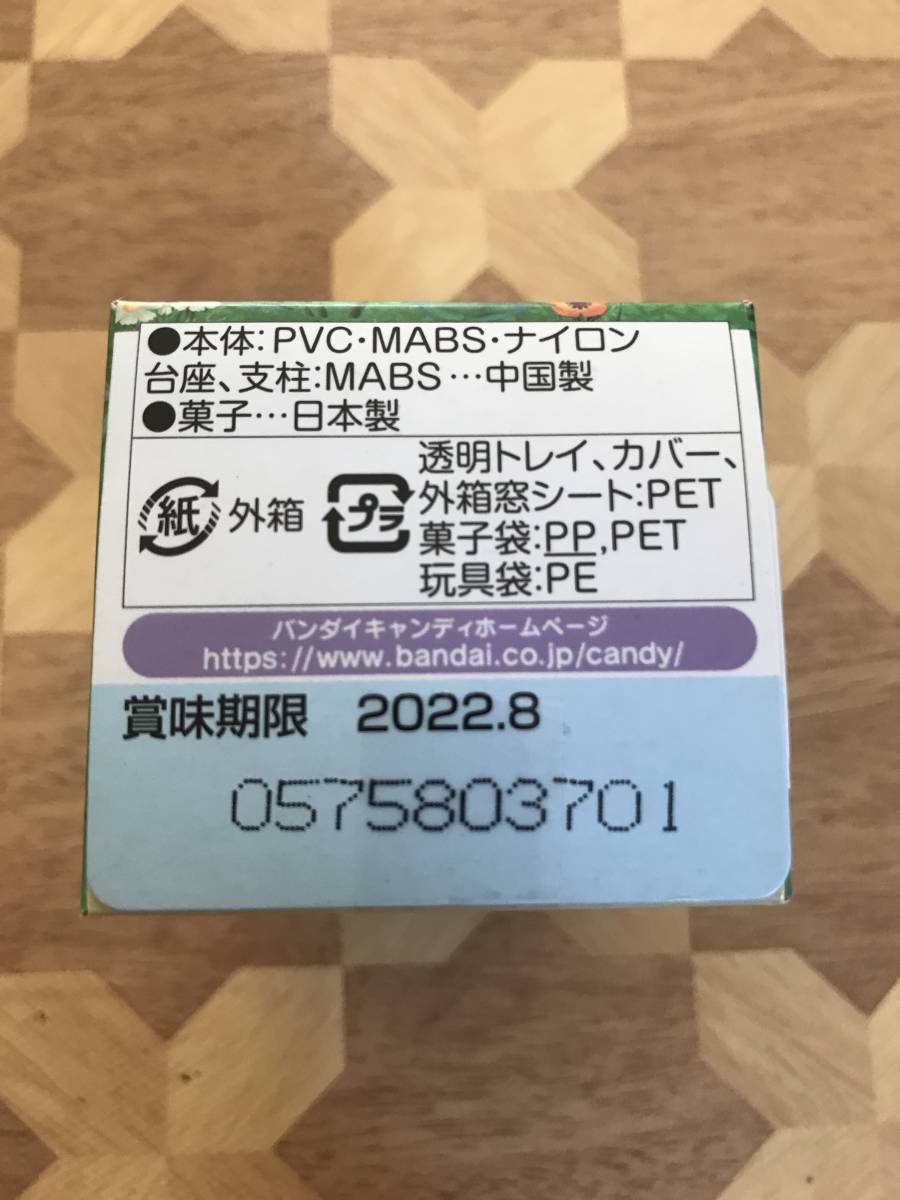 ●本体:PVC・MABS・ナイロン
台座、支柱:MABS…中国製
●菓子…日本製
紙 外箱
プラ
透明トレイ、カバー、
外箱窓シート:PET
菓子袋:PP,PET
玩具袋:PE
バンダイキャンディホームページ
https://www.bandai.co.jp/candy/
賞味期限 2022.8
0575803701